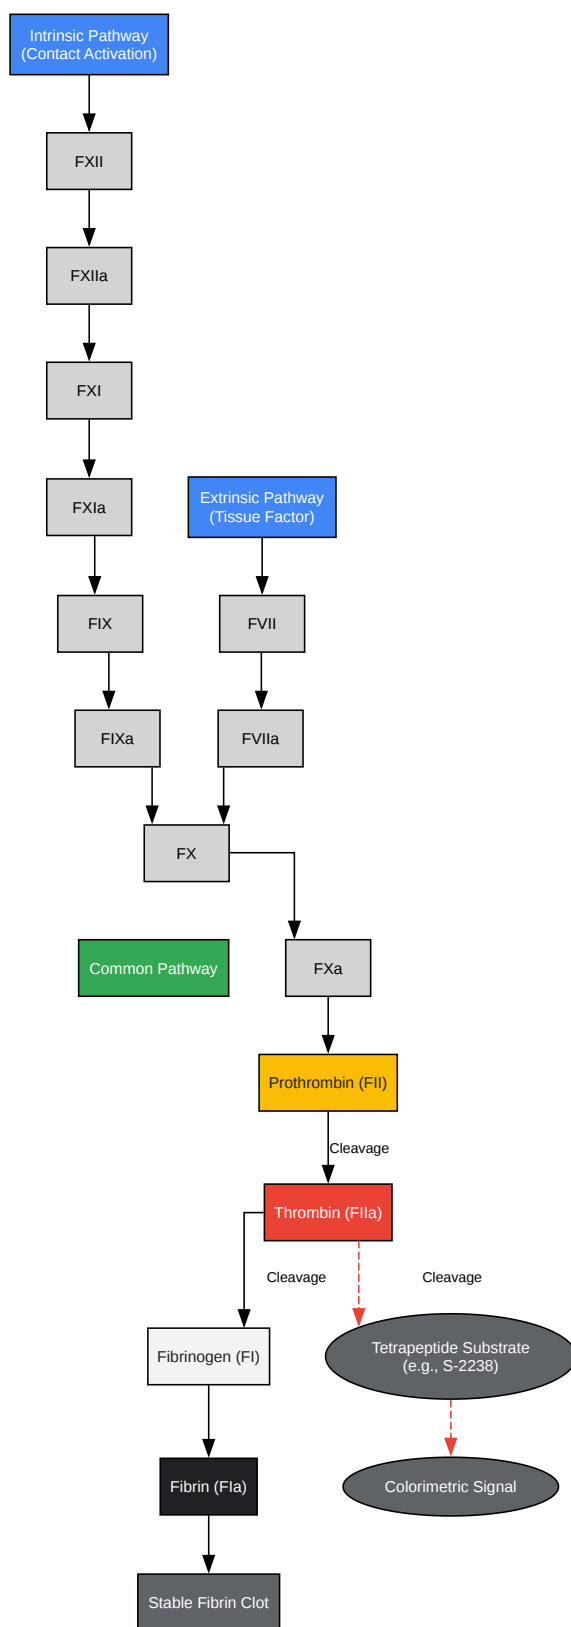 Intrinsic Pathway
(Contact Activation)
FXII
FXIIa
FXI
FXIa
Extrinsic Pathway
(Tissue Factor)
FIX
FVII
FIXa
FVIIa
FX
Common Pathway
FXa
Prothrombin (FII)
Cleavage
Thrombin (FIIa)
Cleavage
Cleavage
Fibrinogen (FI)
Tetrapeptide Substrate
(e.g., S-2238)
Fibrin (FIa)
Colorimetric Signal
Stable Fibrin Clot